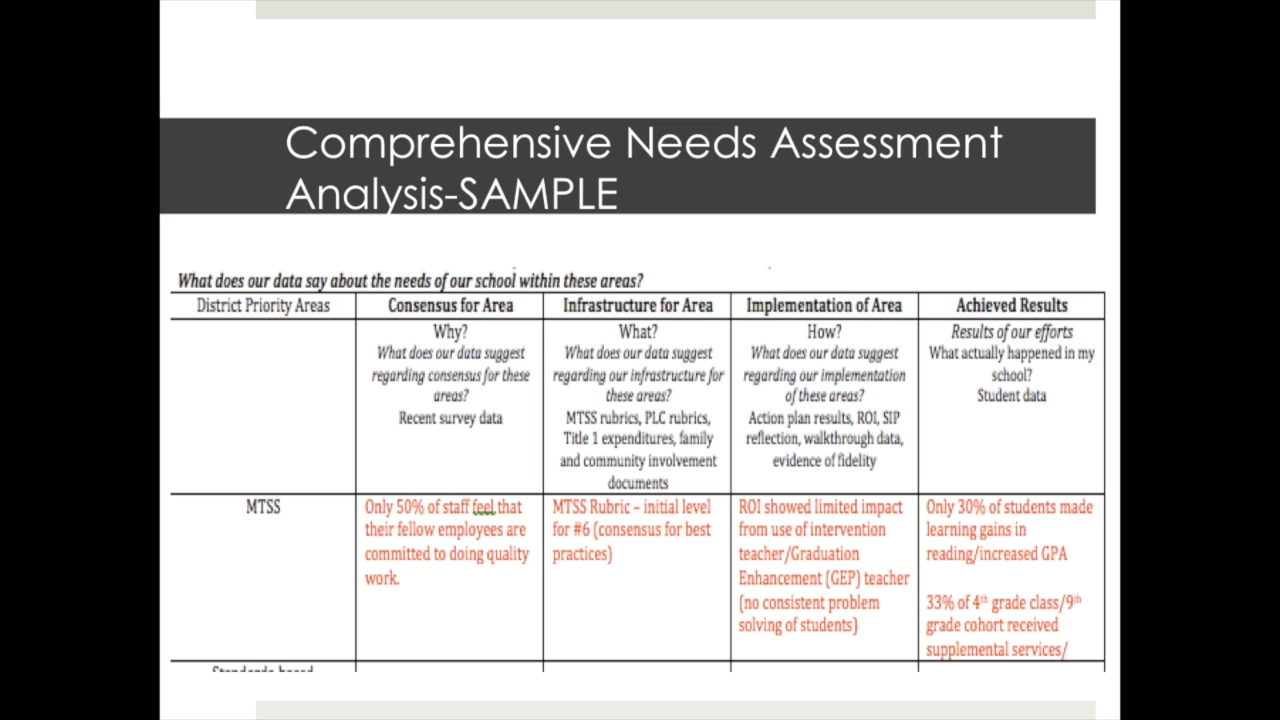 Comprehensive Needs Assessment
Analysis-SAMPLE
What does our data say about the needs of our school within these areas?
District Priority Areas
Consensus for Area
Infrastructure for Area
Implementation of Area
Achieved Results
Why?
What does our data suggest
regarding consensus for these
areas?
Recent survey data
What?
What does our data suggest
regarding our infrastructure for
these areas?
MTSS rubrics, PLC rubrics,
Title 1 expenditures, family
and community involvement
documents
How?
What does our data suggest
regarding our implementation
of these areas?
Action plan results, ROI, SIP
reflection, walkthrough data,
evidence of fidelity
Results of our efforts
What actually happened in my
school?
Student data
MTSS
Only 50% of staff feel that
their fellow employees are
committed to doing quality
work.
MTSS Rubric – initial level
for #6 (consensus for best
practices)
ROI showed limited impact
from use of intervention
teacher/Graduation
Enhancement (GEP) teacher
(no consistent problem
solving of students)
Only 30% of students made
learning gains in
reading/increased GPA
33% of 4th grade class/9th
grade cohort received
supplemental services/
Standards-based